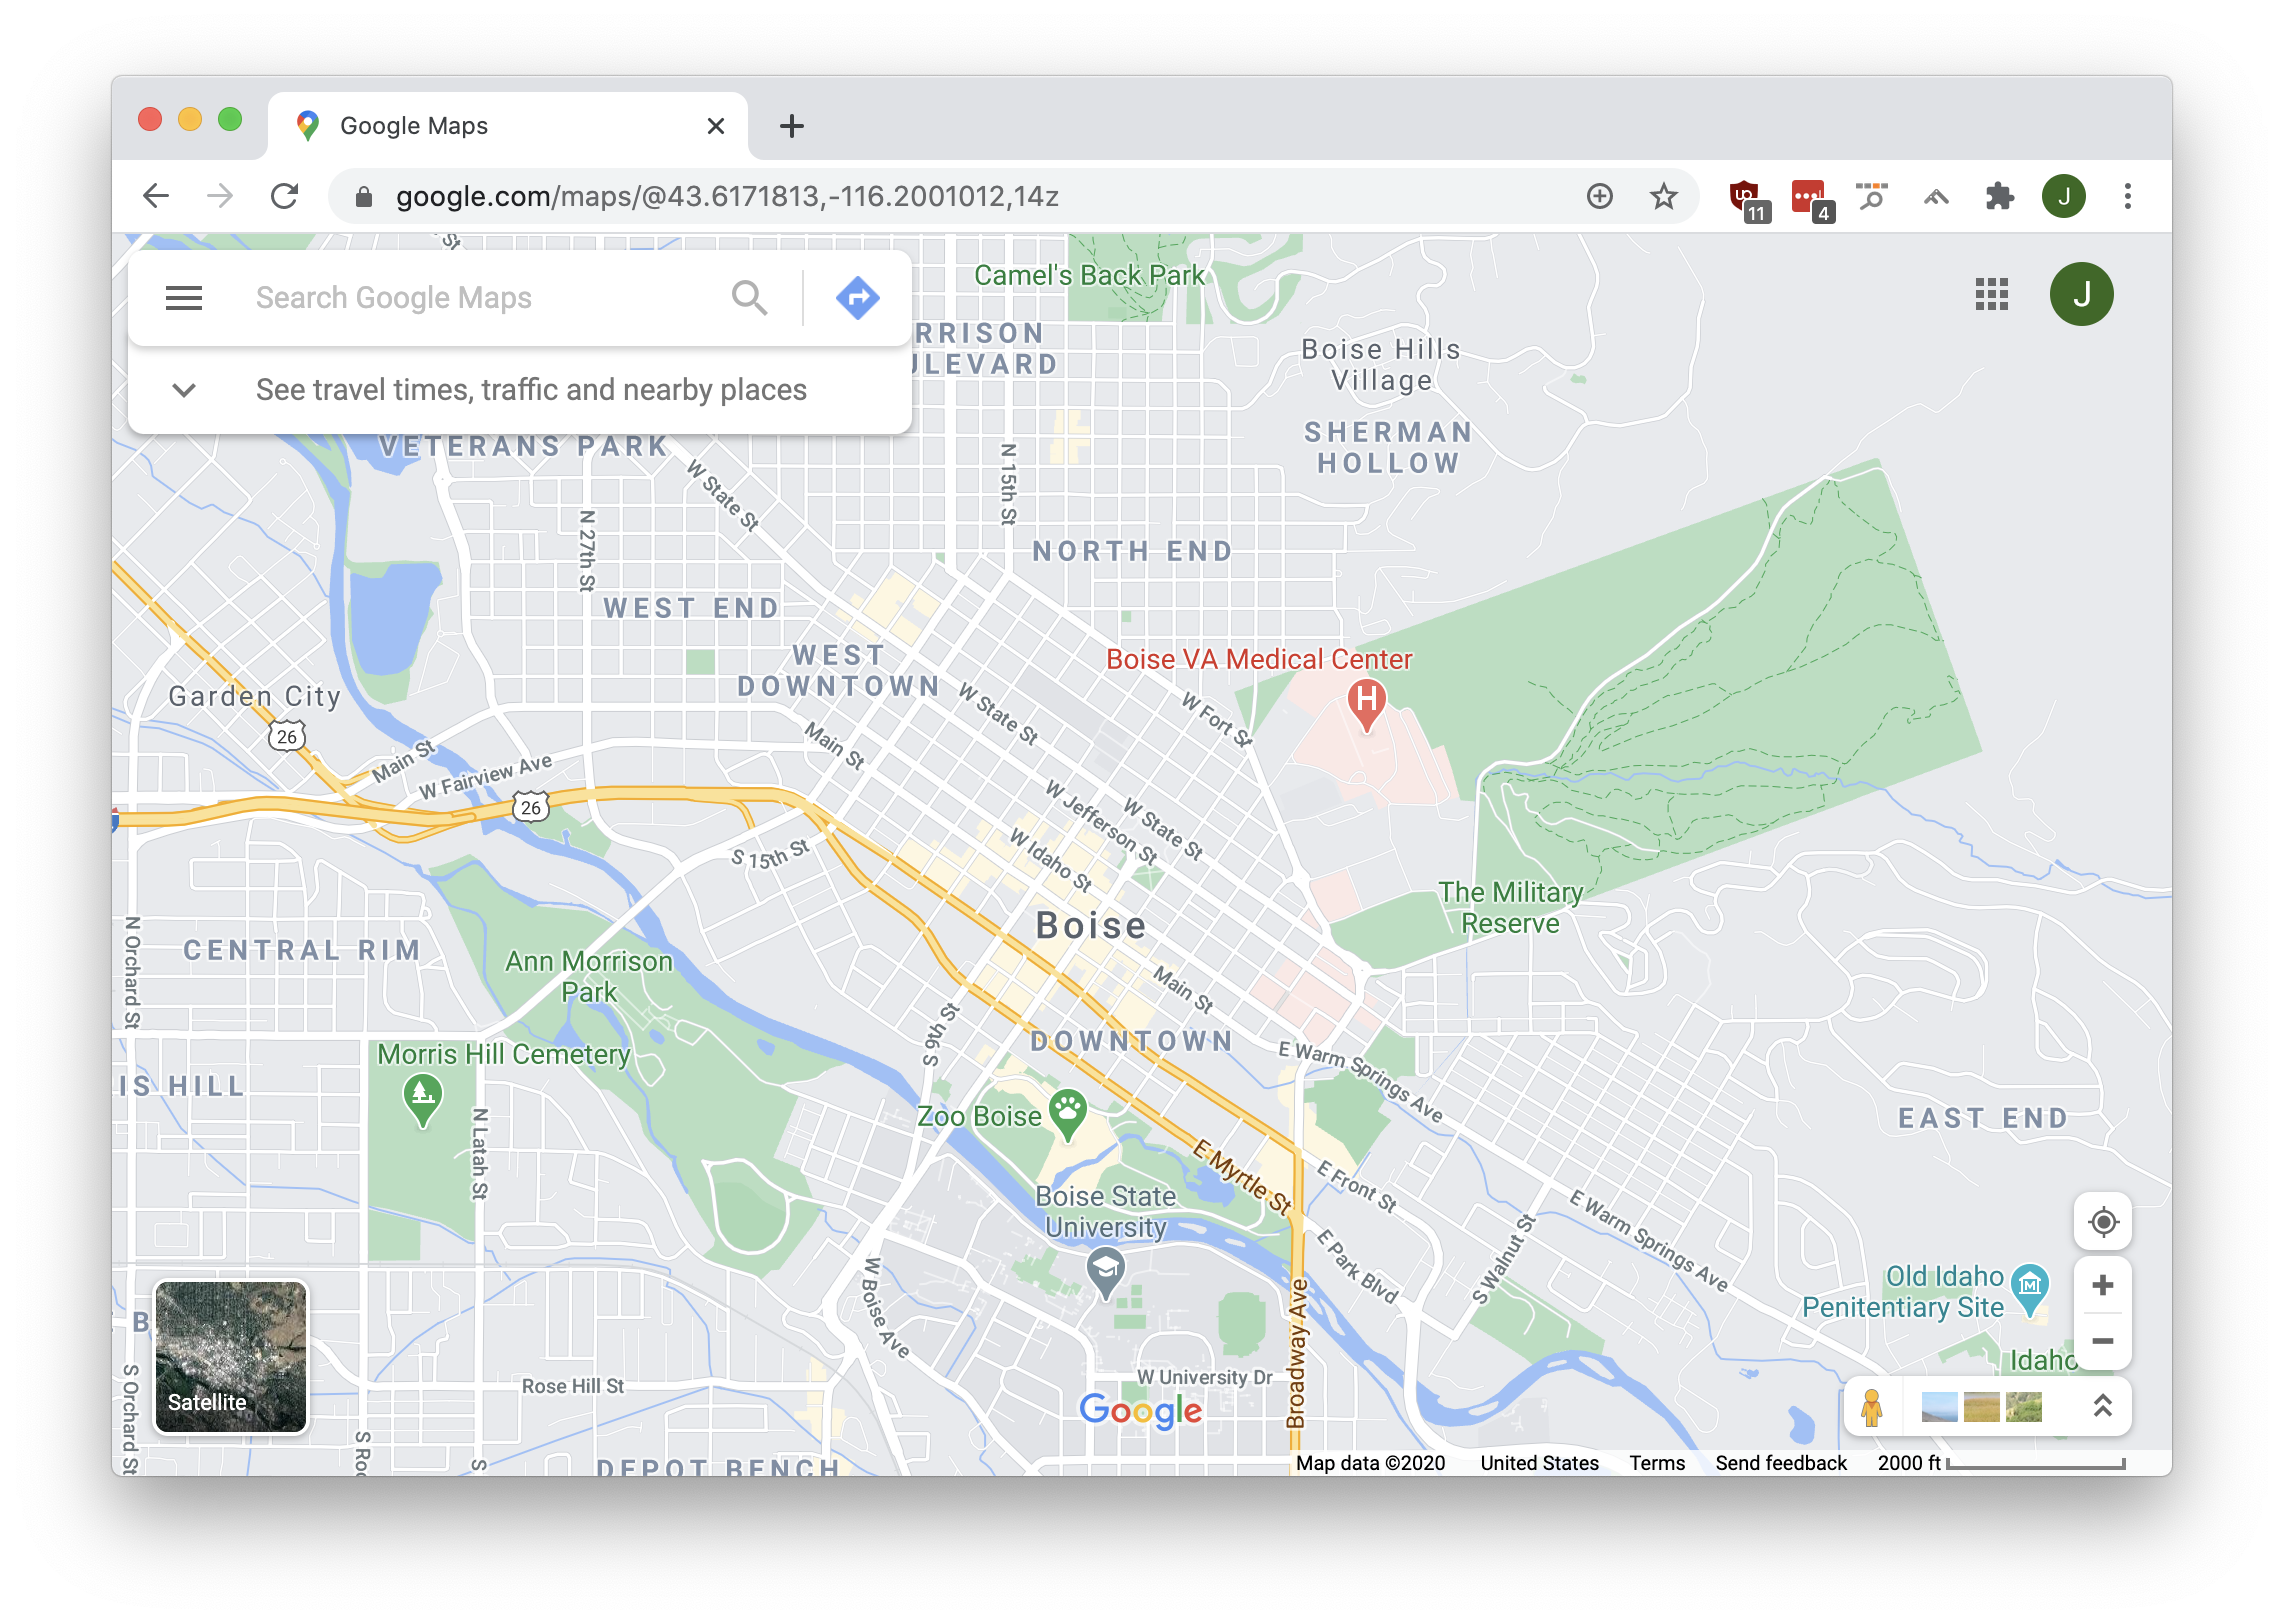 Google Maps
google.com/maps/@43.6171813,-116.2001012,14z
11
4
J
Search Google Maps
See travel times, traffic and nearby places
J
St
Camel's Back Park
RRISON
ULEVARD
Boise Hills
Village
SHERMAN
HOLLOW
VETERANS PARK
W State St
N 15th St
N 27th St
NORTH END
WEST END
WEST
DOWNTOWN
Boise VA Medical Center
H
Garden City
26
W State St
W Fort St
Main St
Main St
W Fairview Ave
26
W Jefferson St
W State St
W Idaho St
S 15th St
The Military
Reserve
Boise
N Orchard St
CENTRAL RIM
Ann Morrison
Park
Main St
S 9th St
DOWNTOWN
Morris Hill Cemetery
E Warm Springs Ave
IS HILL
Zoo Boise
EAST END
N Latah St
E Myrtle St
E Front St
Boise State
University
E Warm Springs Ave
S Walnut St
E Park Blvd
W Boise Ave
Old Idaho
Penitentiary Site
M
Broadway Ave
B
Idaho
S Orchard St
Satellite
Rose Hill St
W University Dr
Google
S Roo
S
DEPOT BENCH
Map data ©2020 United States Terms Send feedback 2000 ft